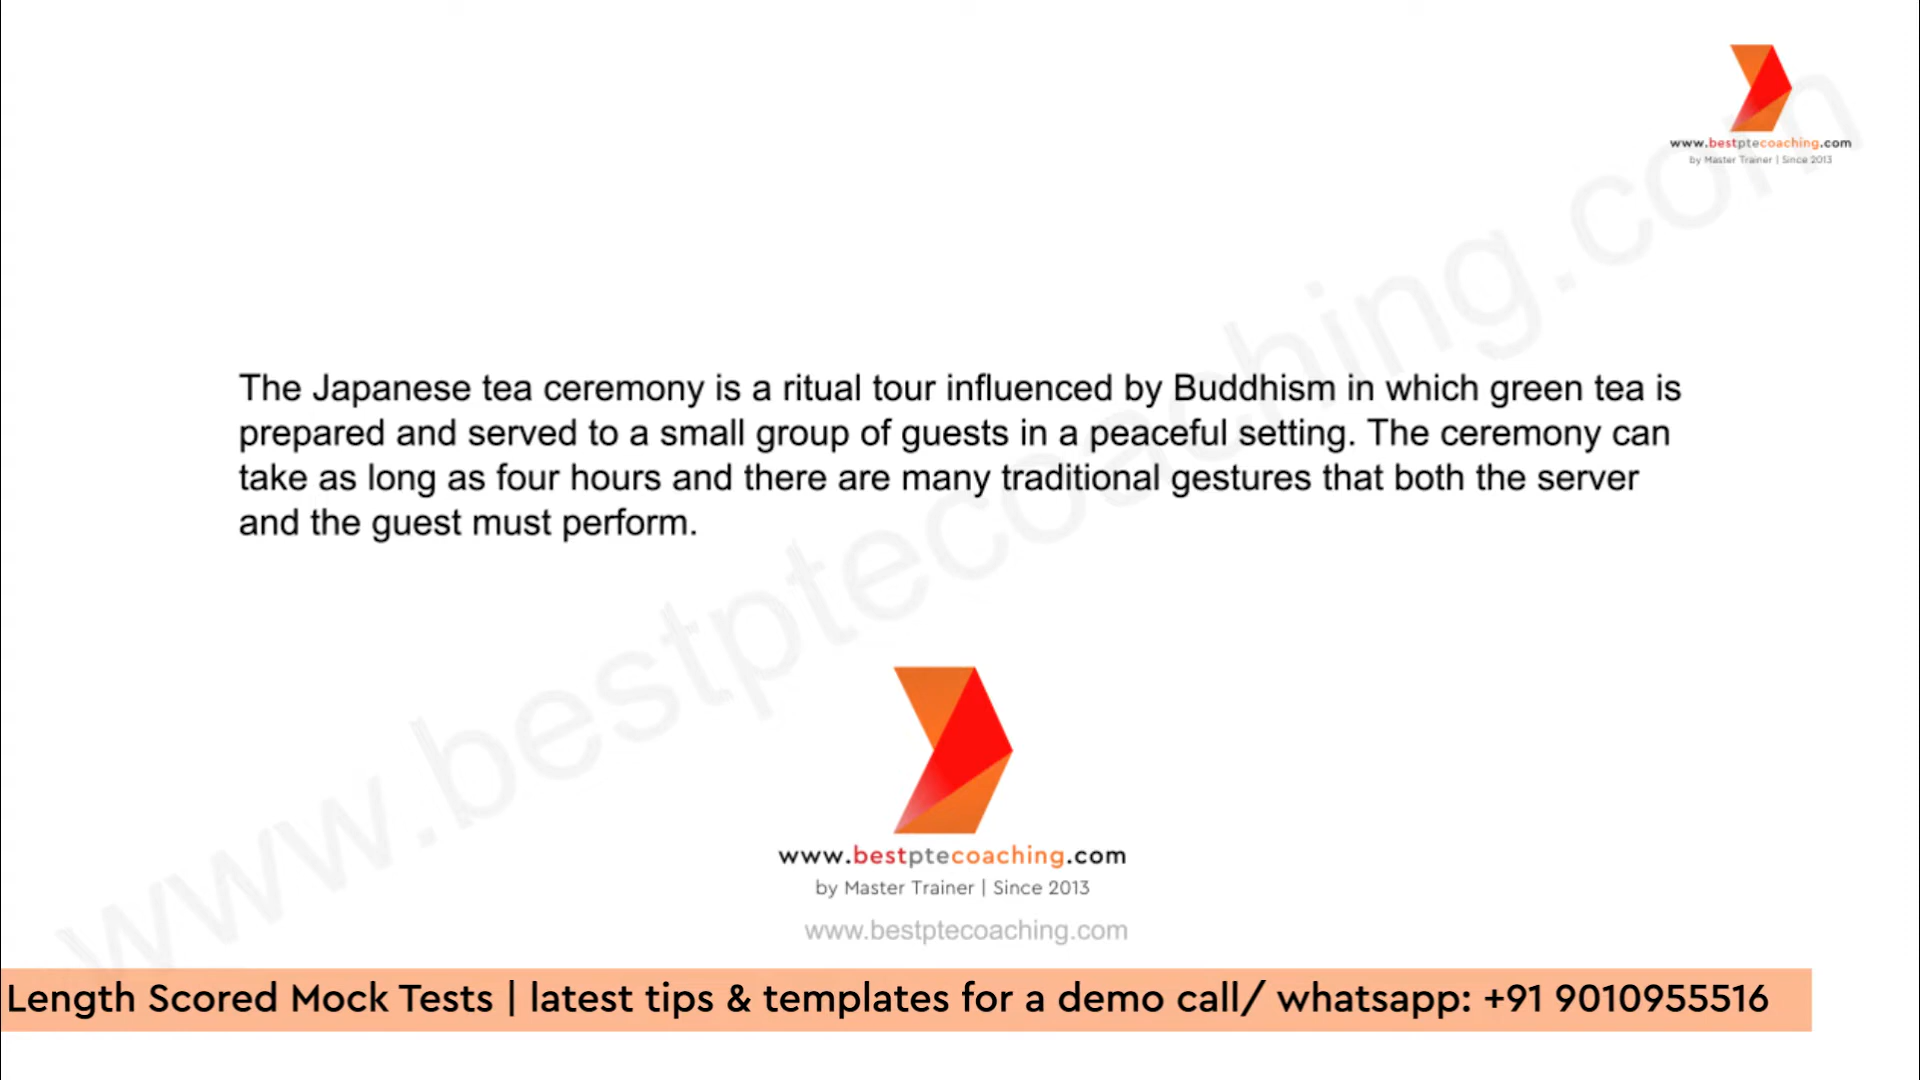 www.bestptecoaching.com
by Master Trainer | Since 2013
The Japanese tea ceremony is a ritual tour influenced by Buddhism in which green tea is
prepared and served to a small group of guests in a peaceful setting. The ceremony can
take as long as four hours and there are many traditional gestures that both the server
and the guest must perform.
www.bestptecoaching.com
www.bestptecoaching.com
by Master Trainer | Since 2013
www.bestptecoaching.com
Length Scored Mock Tests | latest tips & templates for a demo call/ whatsapp: +91 9010955516